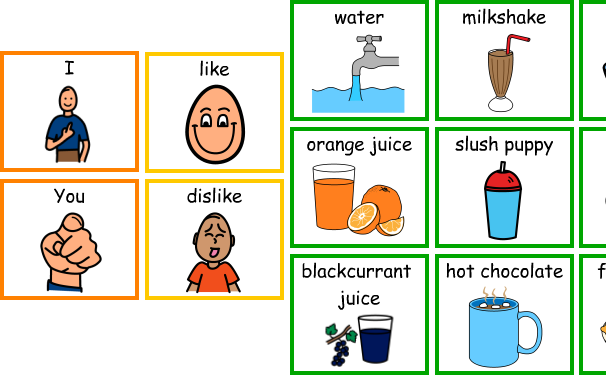 I
like
You
dislike
water
milkshake
orange juice
slush puppy
blackcurrant
juice
hot chocolate